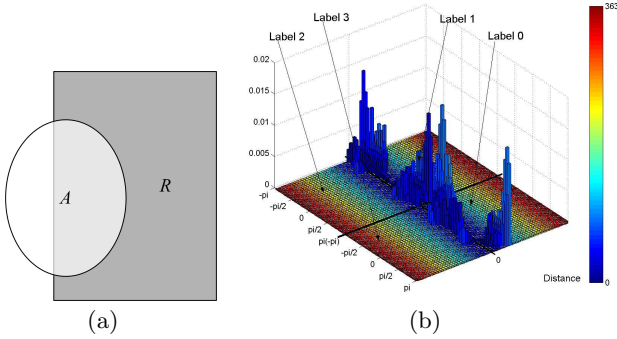 (a)
A
R
Label 3
Label 2
Label 1
Label 0
363
0.02
0.015
0.01
0.005
0
-pi
-pi/2
0
pi/2
pi(-pi)
-pi/2
0
pi/2
pi
0
Distance
0
(b)